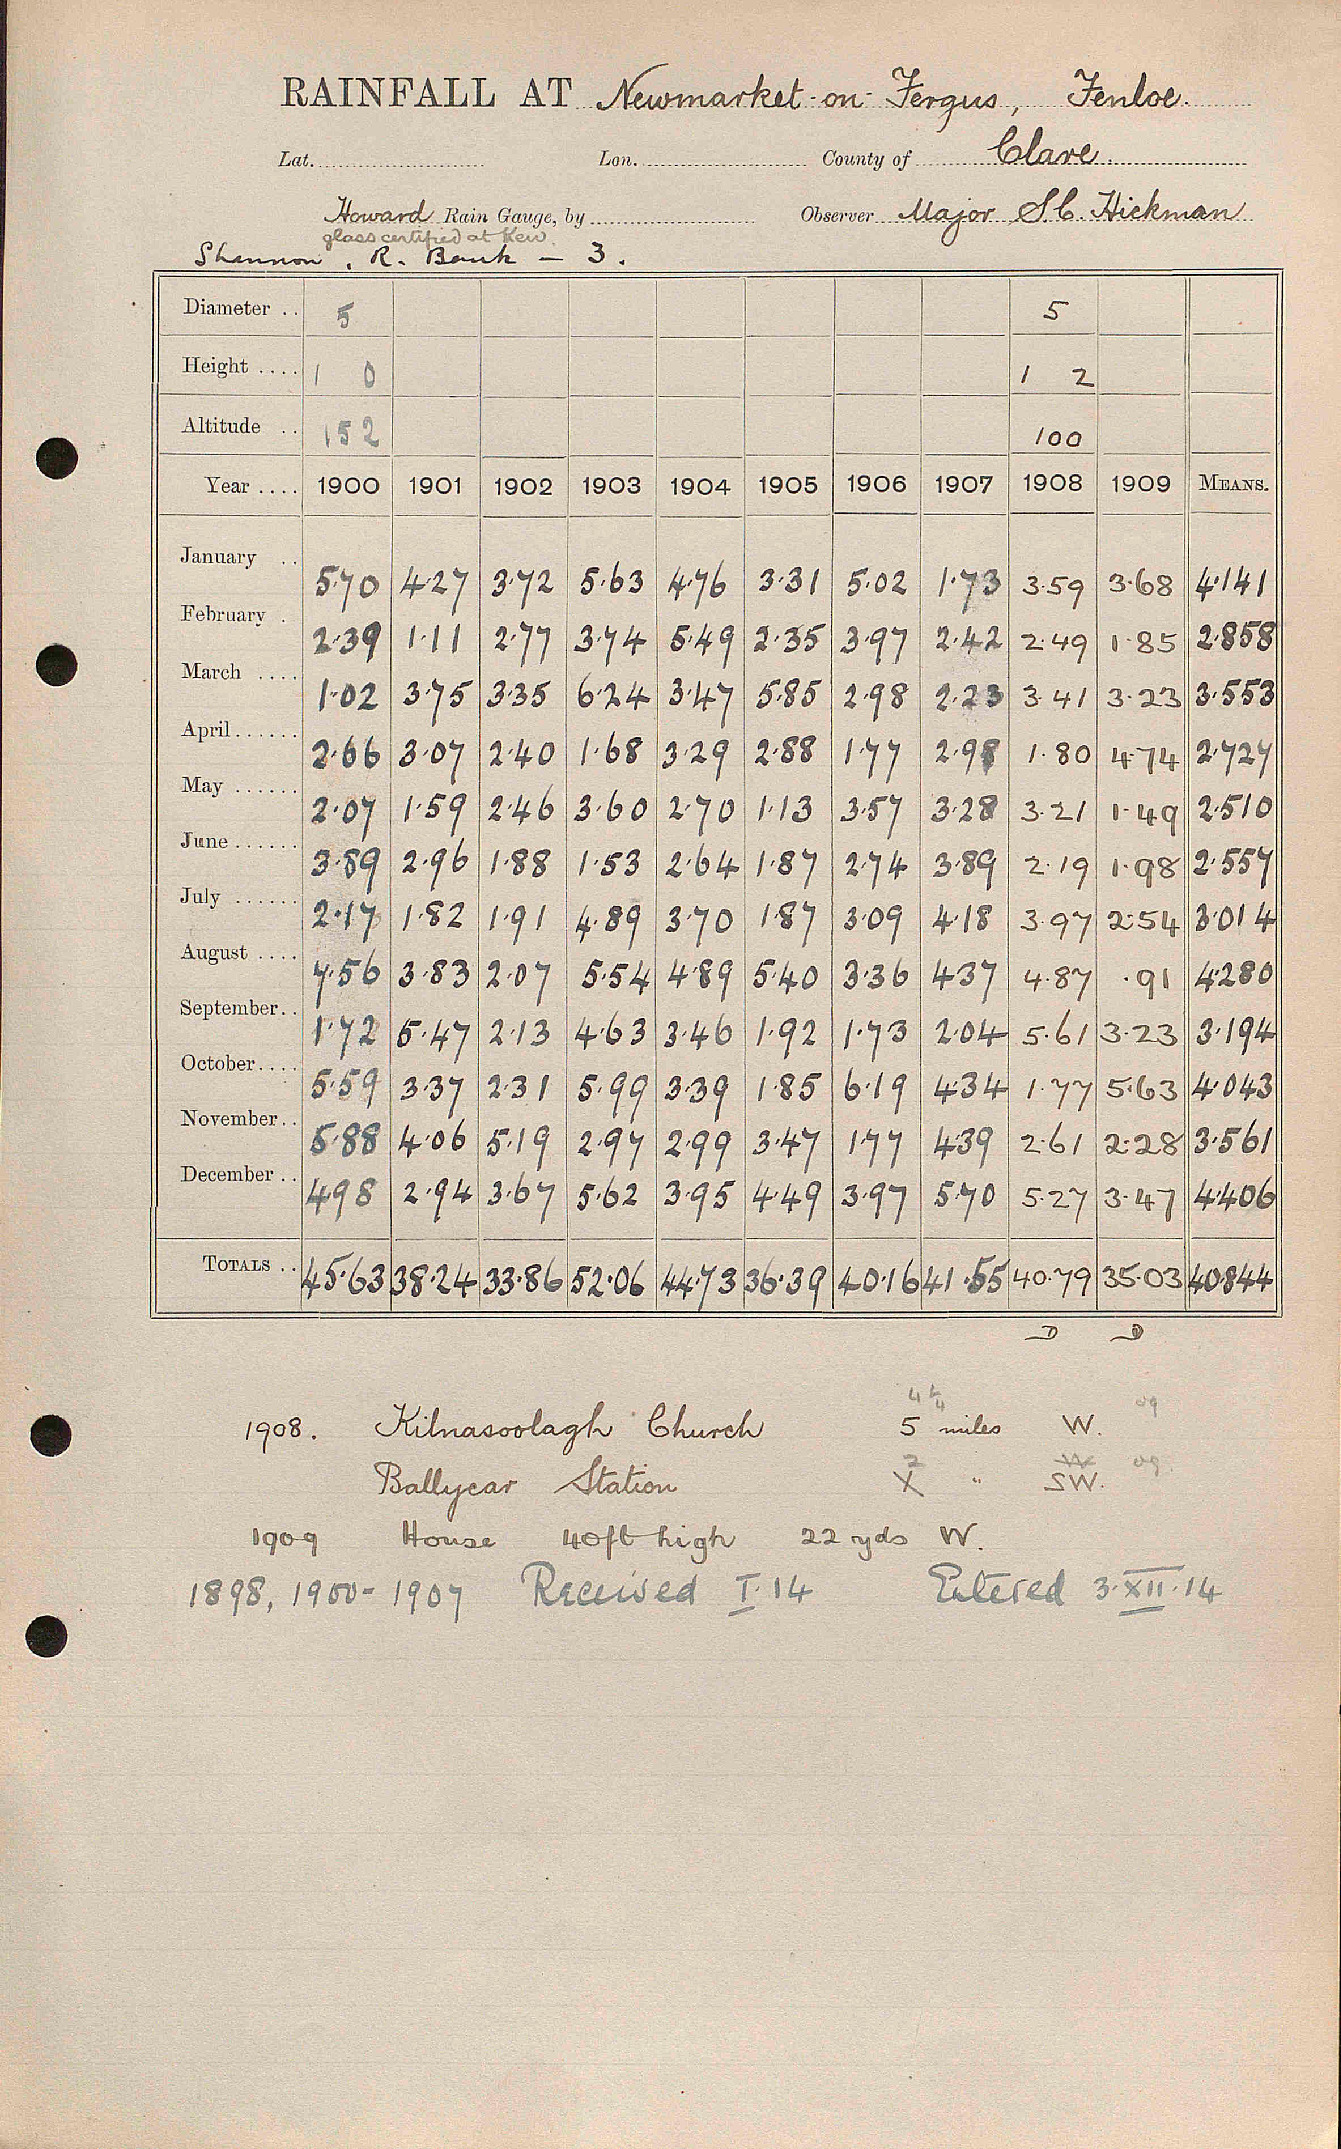 RAINFALL AT Newmarket-on-Fergus, Fenloe.
Lat. Lon. County of Clare.
Howard Rain Gauge, by Observer Major S.C. Hickman
glass certified at Kew.
Shannon, R. Bank - 3.
Diameter .. 5 5
Height .... 1 0 1 2
Altitude .. 152 100
Year .... 1900 1901 1902 1903 1904 1905 1906 1907 1908 1909 MEANS.
January .. 5.70 4.27 3.72 5.63 4.76 3.31 5.02 1.73 3.59 3.68 4.141
February . 2.39 1.11 2.77 3.74 5.49 2.35 3.97 2.42 2.49 1.85 2.858
March .... 1.02 3.75 3.35 6.24 3.47 5.85 2.98 2.23 3.41 3.23 3.553
April...... 2.66 3.07 2.40 1.68 3.29 2.88 1.77 2.98 1.80 4.74 2.727
May ...... 2.07 1.59 2.46 3.60 2.70 1.13 3.57 3.28 3.21 1.49 2.510
June...... 3.89 2.96 1.88 1.53 2.64 1.87 2.74 3.89 2.19 1.98 2.557
July ...... 2.17 1.82 1.91 4.89 3.70 1.87 3.09 4.18 3.97 2.54 3.014
August .... 7.56 3.83 2.07 5.54 4.89 5.40 3.36 4.37 4.87 .91 4.280
September.. 1.72 5.47 2.13 4.63 3.46 1.92 1.73 2.04 5.61 3.23 3.194
October.... 5.59 3.37 2.31 5.99 3.39 1.85 6.19 4.34 1.77 5.63 4.043
November.. 5.88 4.06 5.19 2.97 2.99 3.47 1.77 4.39 2.61 2.28 3.561
December .. 4.98 2.94 3.67 5.62 3.95 4.49 3.97 5.70 5.27 3.47 4.406
TOTALS .. 45.63 38.24 33.86 52.06 44.73 36.39 40.16 41.55 40.79 35.03 40.844
D D
1908. Kilnasoolagh Church 5 miles W.
Ballycar Station 2 " SW.
1909 House 40ft high 22 yds W.
1898, 1900-1907 Received I.14 Entered 3.XII.14